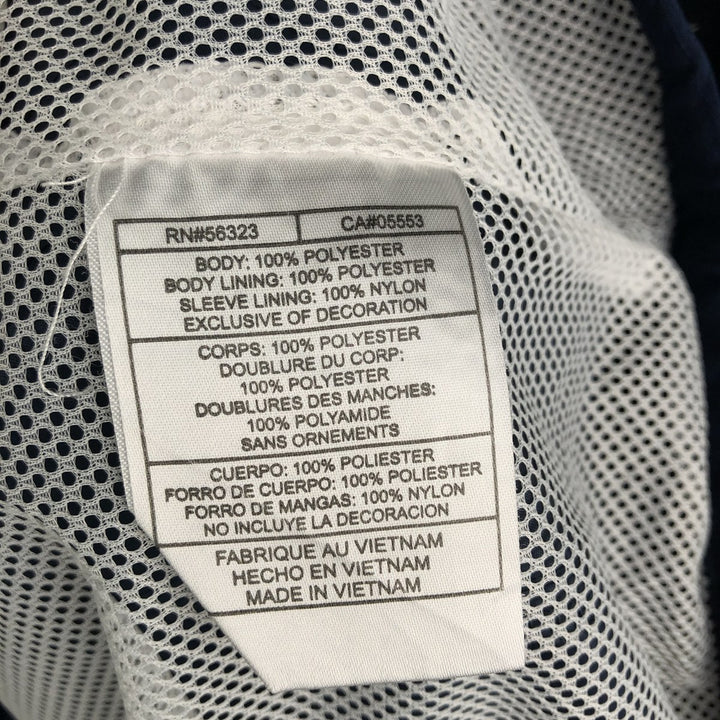 RN#56323 CA#05553
BODY: 100% POLYESTER
BODY LINING: 100% POLYESTER
SLEEVE LINING: 100% NYLON
EXCLUSIVE OF DECORATION
CORPS: 100% POLYESTER
DOUBLURE DU CORP:
100% POLYESTER
DOUBLURES DES MANCHES:
100% POLYAMIDE
SANS ORNEMENTS
CUERPO: 100% POLIESTER
FORRO DE CUERPO: 100% POLIESTER
FORRO DE MANGAS: 100% NYLON
NO INCLUYE LA DECORACION
FABRIQUE AU VIETNAM
HECHO EN VIETNAM
MADE IN VIETNAM